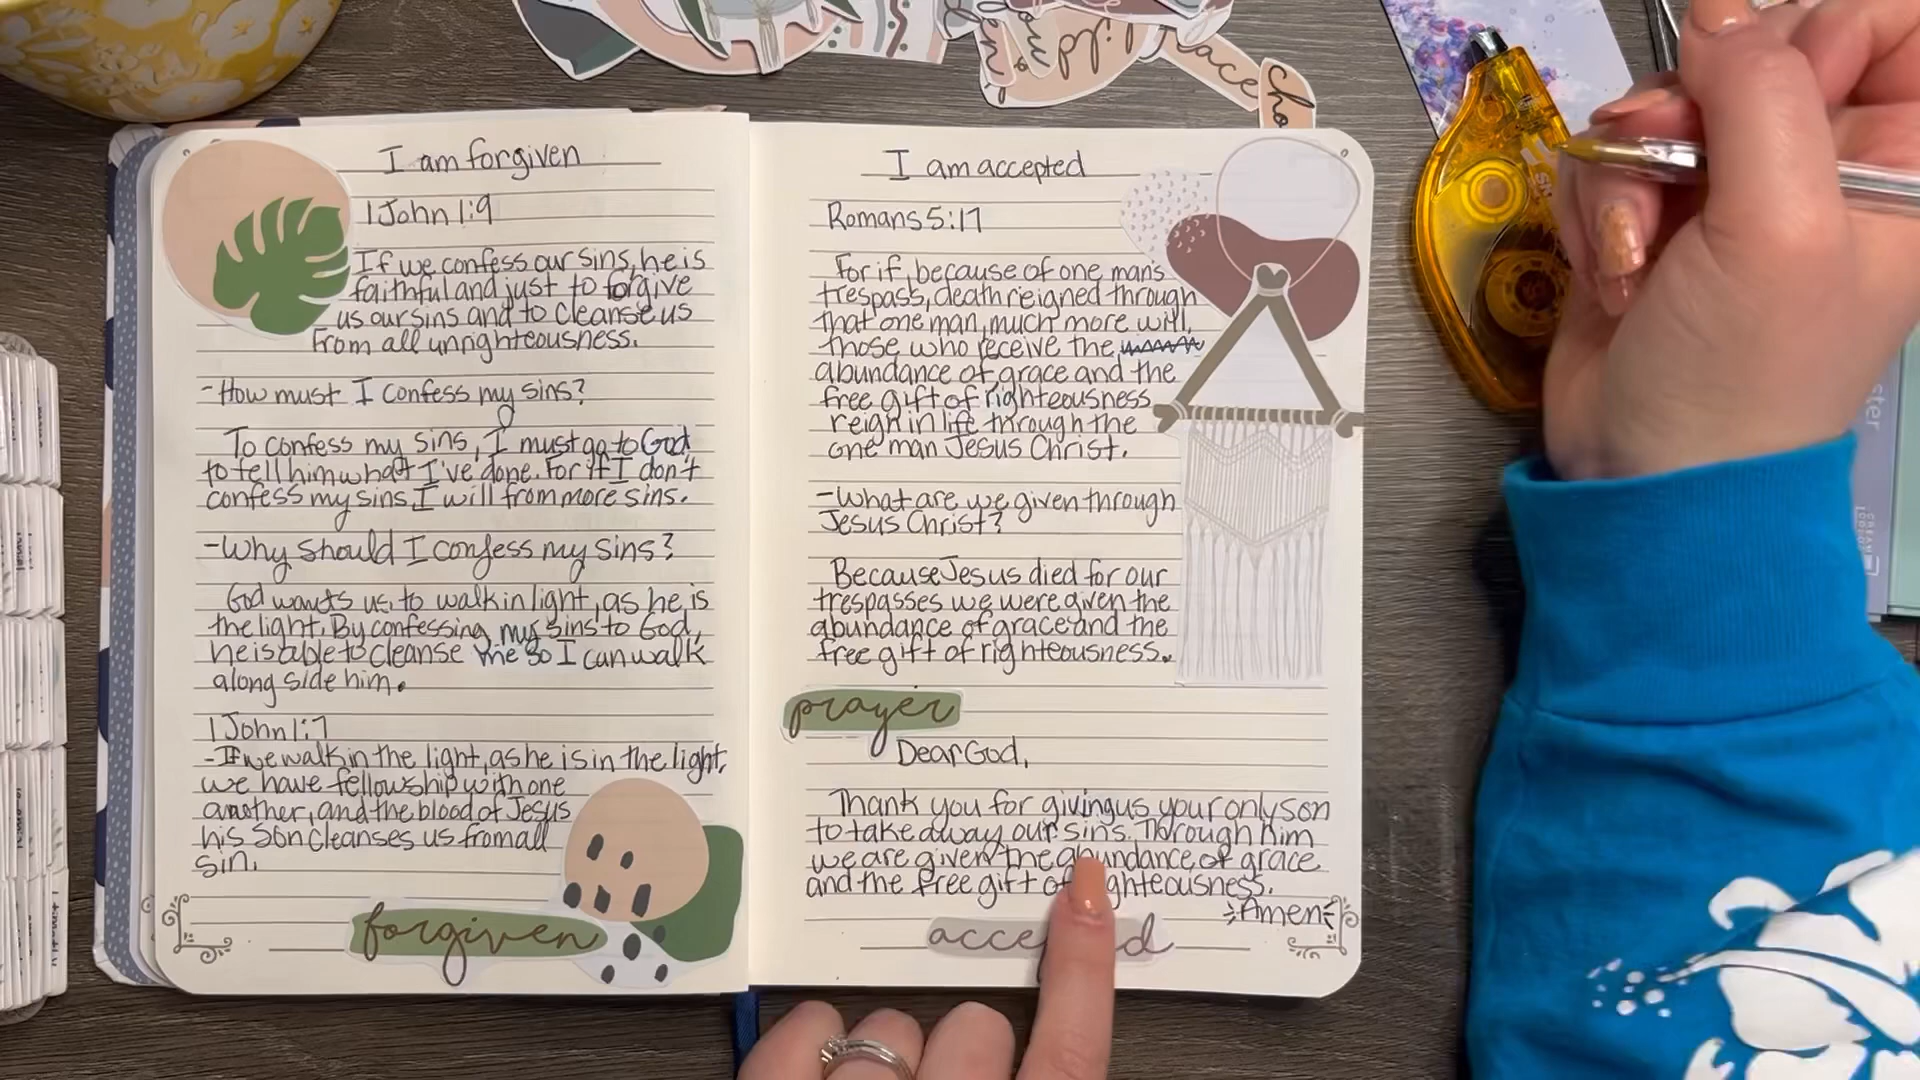 I am forgiven
1 John 1:9
If we confess our sins, he is
faithful and just to forgive
us our sins and to cleanse us
from all unrighteousness.
-How must I confess my sins?
To confess my sins, I must go to God,
to tell him what I've done. For if I don't
confess my sins I will from more sins.
-Why should I confess my sins?
God wants us, to walk in light, as he is
the light. By confessing my sins to God,
he is able to cleanse me so I can walk
along side him.
1 John 1:7
-If we walk in the light, as he is in the light,
we have fellowship with one
another, and the blood of Jesus
his Son cleanses us from all
sin.
forgiven
I am accepted
Romans 5:17
For if, because of one mans
trespass, death reigned through
that one man, much more will,
those who receive the
abundance of grace and the
free gift of righteousness
reign in life through the
one man Jesus Christ.
-What are we given through
Jesus Christ?
Because Jesus died for our
trespasses we were given the
abundance of grace and the
free gift of righteousness.
prayer
Dear God,
Thank you for giving us your only son
to take away our sins. Thorough him
we are given the abundance of grace
and the free gift of righteousness.
Amen